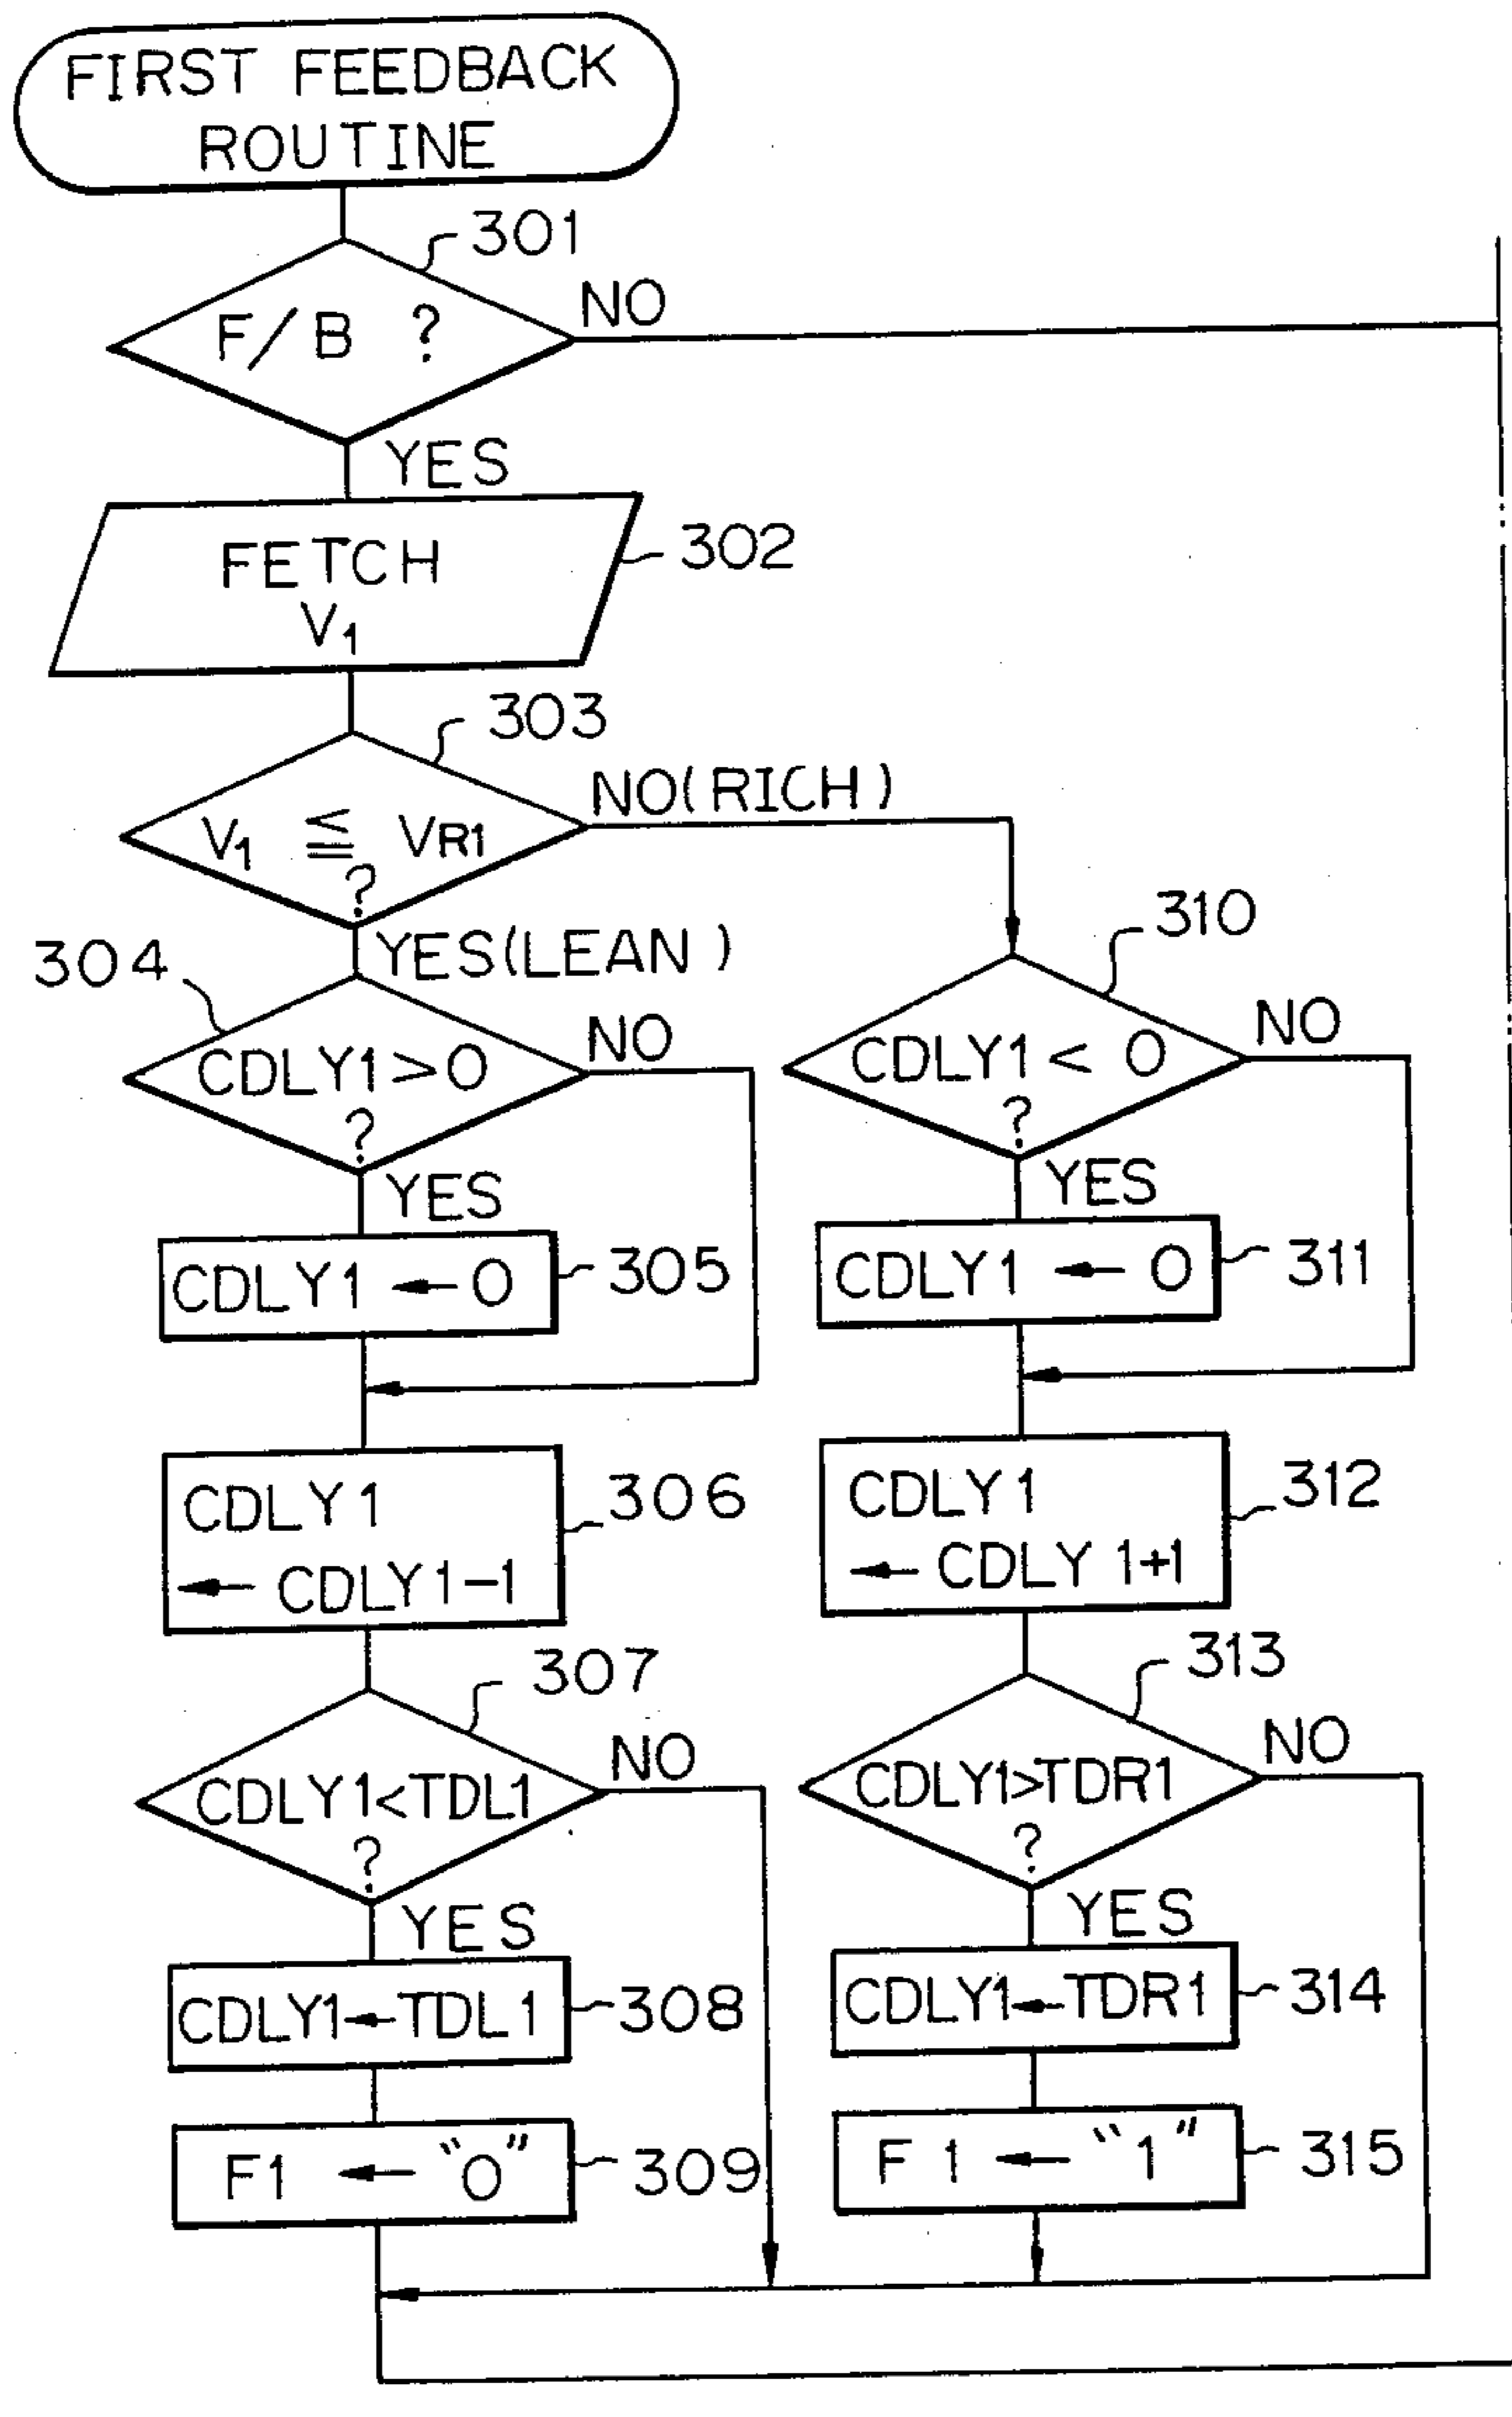 FIRST FEEDBACK
ROUTINE
301
F/B ?
NO
YES
FETCH
V1
302
303
NO(RICH)
V1 ≦ VR1
?
YES(LEAN)
304
CDLY1>0
?
NO
YES
CDLY1 ← 0
305
CDLY1
← CDLY1-1
306
307
CDLY1<TDL1
?
NO
YES
CDLY1←TDL1
308
F1 ← "0"
309
310
CDLY1 < 0
?
NO
YES
CDLY1 ← 0
311
CDLY1
← CDLY1+1
312
313
CDLY1>TDR1
?
NO
YES
CDLY1←TDR1
314
F1 ← "1"
315